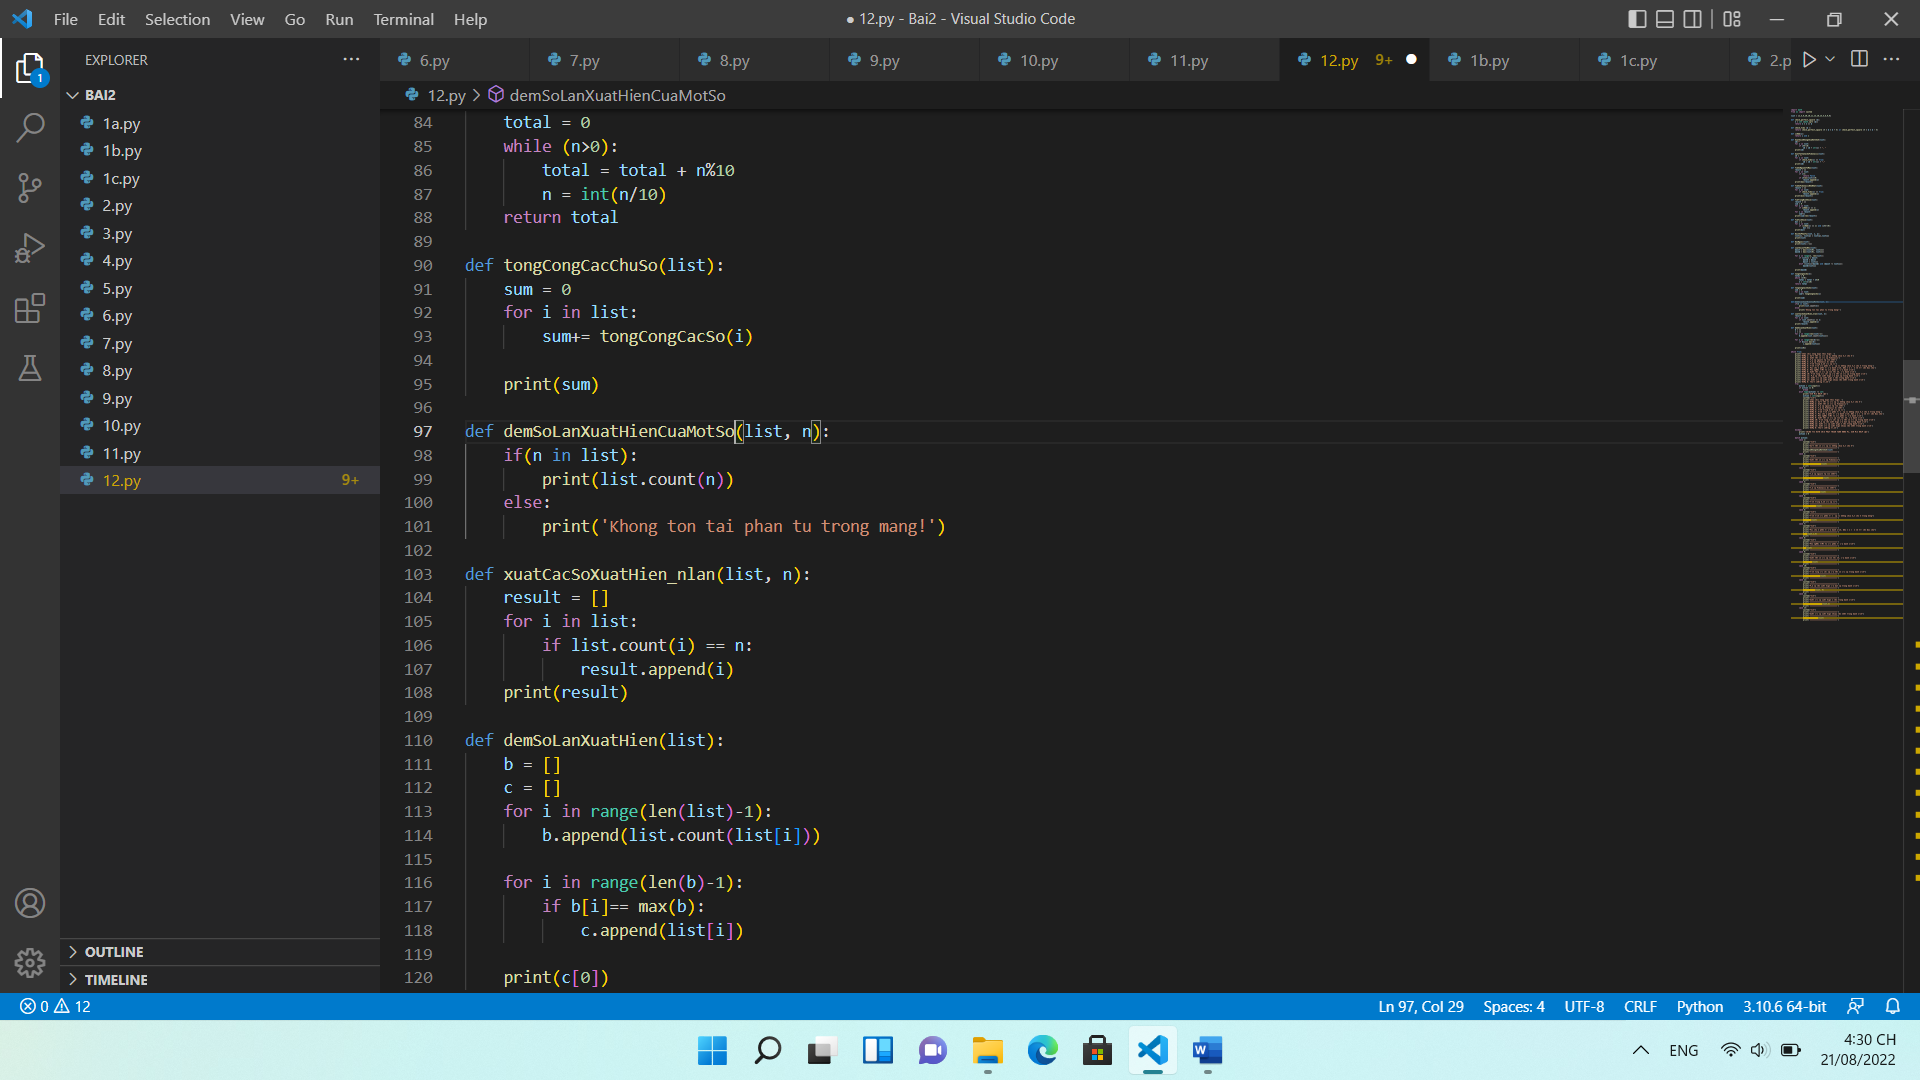 File Edit Selection View Go Run Terminal Help
● 12.py - Bai2 - Visual Studio Code
EXPLORER
6.py 7.py 8.py 9.py 10.py 11.py 12.py 9+ 1b.py 1c.py 2.p
BAI2
12.py > demSoLanXuatHienCuaMotSo
1a.py
1b.py
1c.py
2.py
3.py
4.py
5.py
6.py
7.py
8.py
9.py
10.py
11.py
12.py 9+
1
84     total = 0
85     while (n>0):
86         total = total + n%10
87         n = int(n/10)
88     return total
89
90 def tongCongCacChuSo(list):
91     sum = 0
92     for i in list:
93         sum+= tongCongCacSo(i)
94
95     print(sum)
96
97 def demSoLanXuatHienCuaMotSo(list, n):
98     if(n in list):
99         print(list.count(n))
100     else:
101         print('Khong ton tai phan tu trong mang!')
102
103 def xuatCacSoXuatHien_nlan(list, n):
104     result = []
105     for i in list:
106         if list.count(i) == n:
107             result.append(i)
108     print(result)
109
110 def demSoLanXuatHien(list):
111     b = []
112     c = []
113     for i in range(len(list)-1):
114         b.append(list.count(list[i]))
115
116     for i in range(len(b)-1):
117         if b[i]== max(b):
118             c.append(list[i])
119
120     print(c[0])
OUTLINE
TIMELINE
0 12
Ln 97, Col 29 Spaces: 4 UTF-8 CRLF Python 3.10.6 64-bit
ENG
4:30 CH
21/08/2022